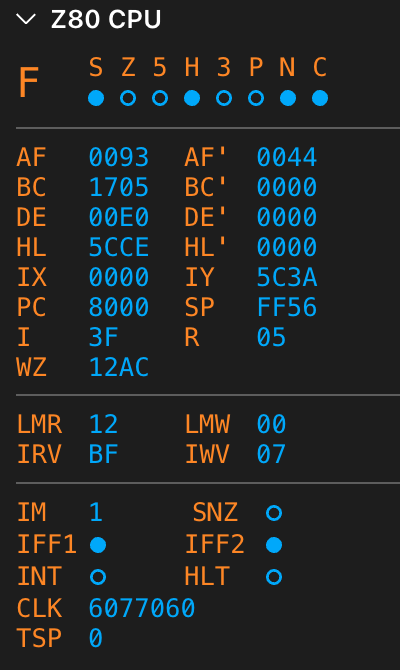 Z80 CPU
F S Z 5 H 3 P N C
AF 0093 AF' 0044
BC 1705 BC' 0000
DE 00E0 DE' 0000
HL 5CCE HL' 0000
IX 0000 IY 5C3A
PC 8000 SP FF56
I 3F R 05
WZ 12AC
LMR 12 LMW 00
IRV BF IWV 07
IM 1 SNZ
IFF1 IFF2
INT HLT
CLK 6077060
TSP 0